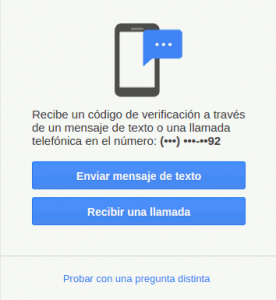 Recibe un código de verificación a través
de un mensaje de texto o una llamada
telefónica en el número: (•••) •••-••92
Enviar mensaje de texto
Recibir una llamada
Probar con una pregunta distinta